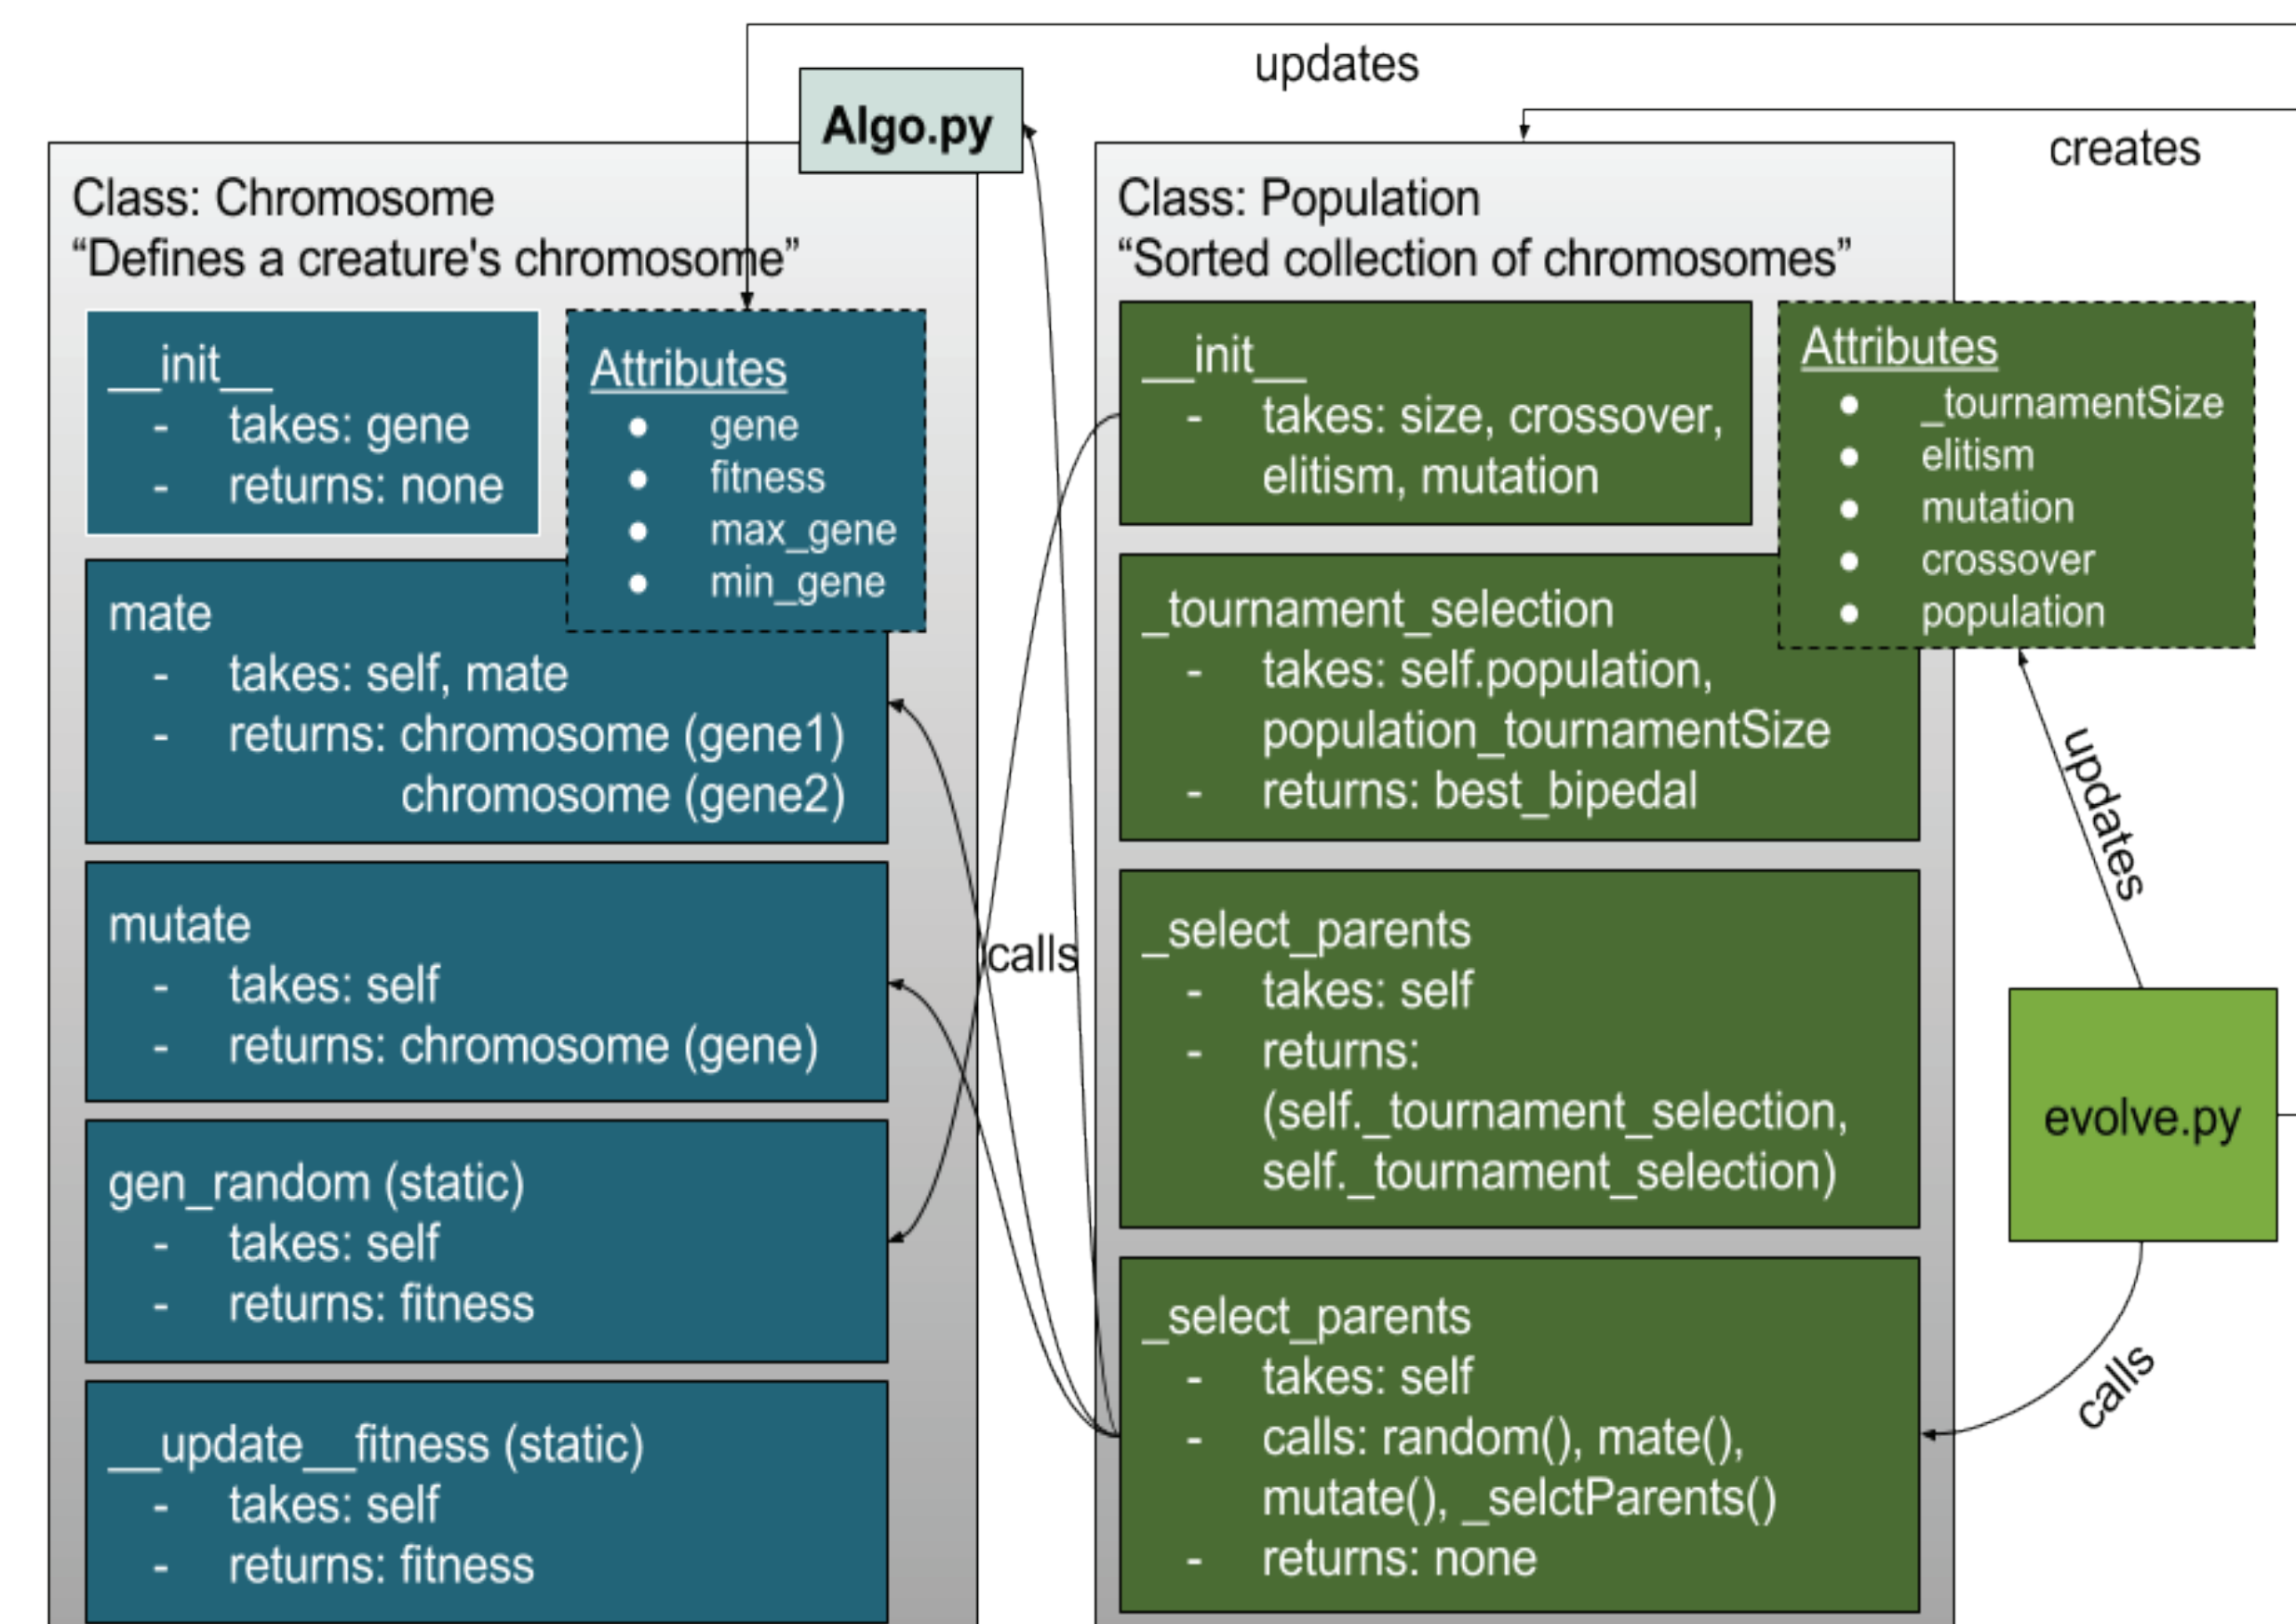 updates
Algo.py
creates
Class: Chromosome
“Defines a creature's chromosome”
__init__
- takes: gene
- returns: none
Attributes
● gene
● fitness
● max_gene
● min_gene
mate
- takes: self, mate
- returns: chromosome (gene1)
chromosome (gene2)
mutate
- takes: self
- returns: chromosome (gene)
gen_random (static)
- takes: self
- returns: fitness
__update__fitness (static)
- takes: self
- returns: fitness
calls
Class: Population
“Sorted collection of chromosomes”
__init__
- takes: size, crossover,
elitism, mutation
Attributes
● _tournamentSize
● elitism
● mutation
● crossover
● population
_tournament_selection
- takes: self.population,
population_tournamentSize
- returns: best_bipedal
_select_parents
- takes: self
- returns:
(self._tournament_selection,
self._tournament_selection)
_select_parents
- takes: self
- calls: random(), mate(),
mutate(), _selctParents()
- returns: none
updates
evolve.py
calls